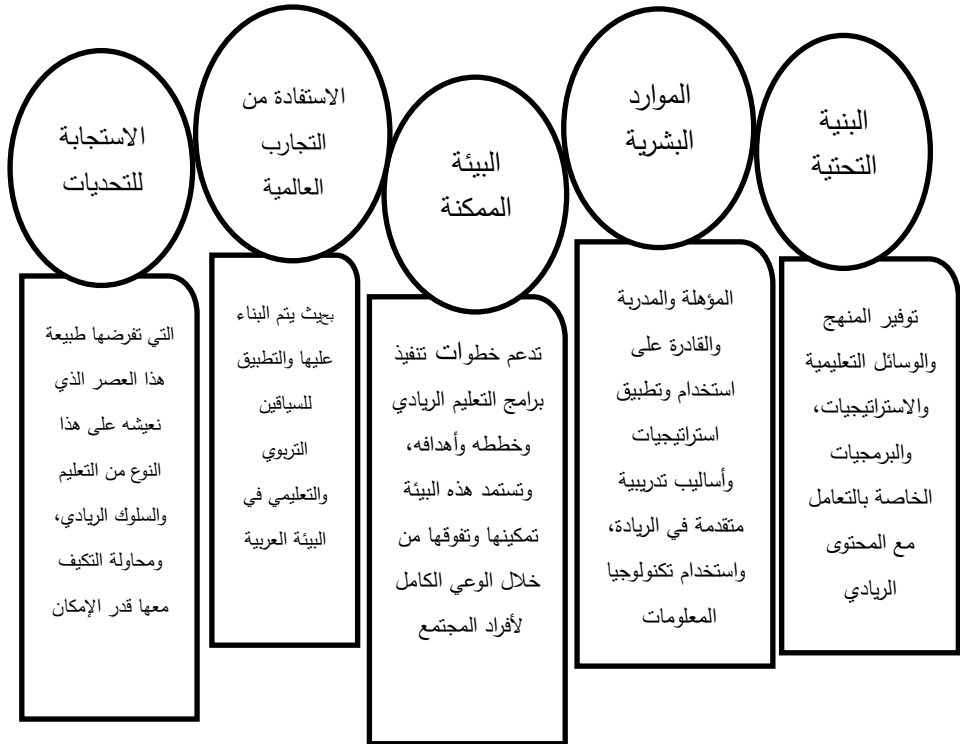 البنية
التحتية
توفير المنهج
والوسائل التعليمية
والاستراتيجيات،
والبرمجيات
الخاصة بالتعامل
مع المحتوى
الريادي
الموارد
البشرية
المؤهلة والمدربة
والقادرة على
استخدام وتطبيق
استراتيجيات
وأساليب تدريبية
متقدمة في الريادة،
واستخدام تكنولوجيا
المعلومات
البيئة
الممكنة
تدعم خطوات تنفيذ
برامج التعليم الريادي
وخططه وأهدافه،
وتستمد هذه البيئة
تمكينها وتفوقها من
خلال الوعي الكامل
لأفراد المجتمع
الاستفادة من
التجارب
العالمية
بحيث يتم البناء
عليها والتطبيق
للسياقين
التربوي
والتعليمي في
البيئة العربية
الاستجابة
للتحديات
التي تفرضها طبيعة
هذا العصر الذي
نعيشه على هذا
النوع من التعليم
والسلوك الريادي،
ومحاولة التكيف
معها قدر الإمكان